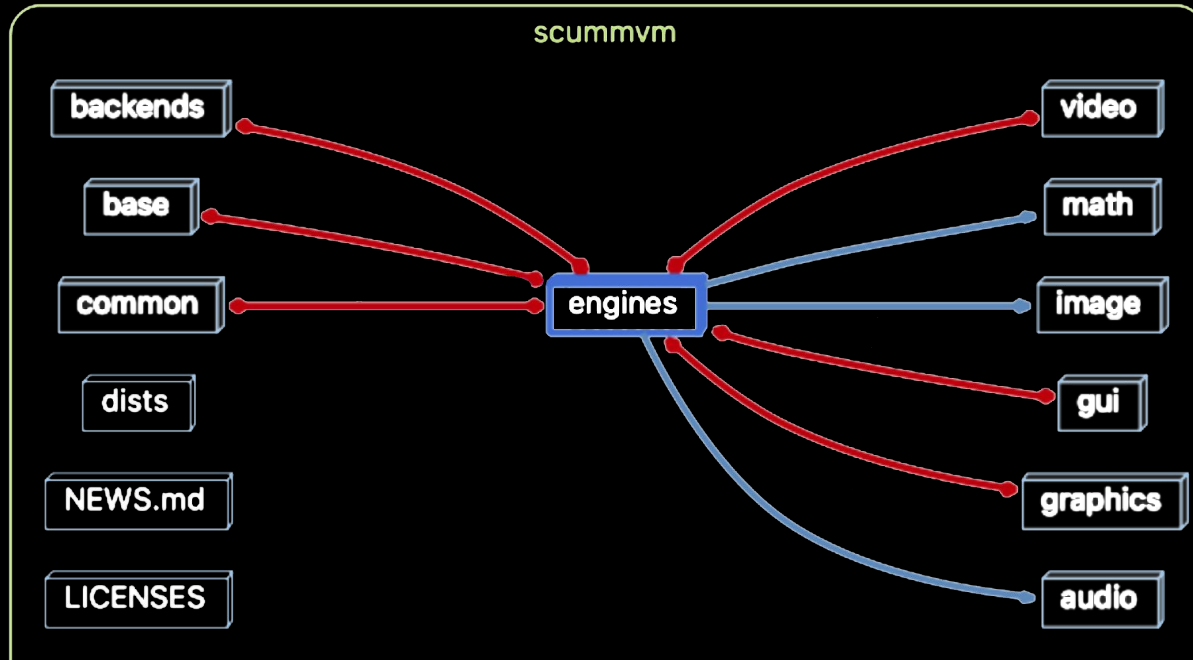 scummvm
backends
base
common
dists
NEWS.md
LICENSES
engines
video
math
image
gui
graphics
audio